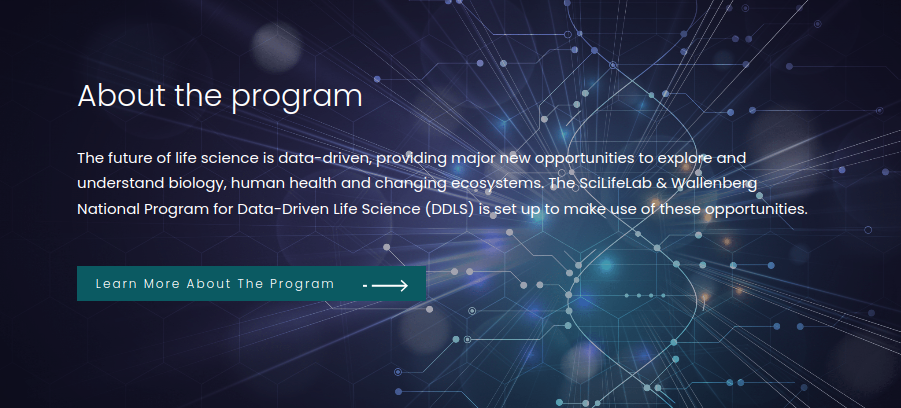 About the program
The future of life science is data-driven, providing major new opportunities to explore and
understand biology, human health and changing ecosystems. The SciLifeLab & Wallenberg
National Program for Data-Driven Life Science (DDLS) is set up to make use of these opportunities.
Learn More About The Program